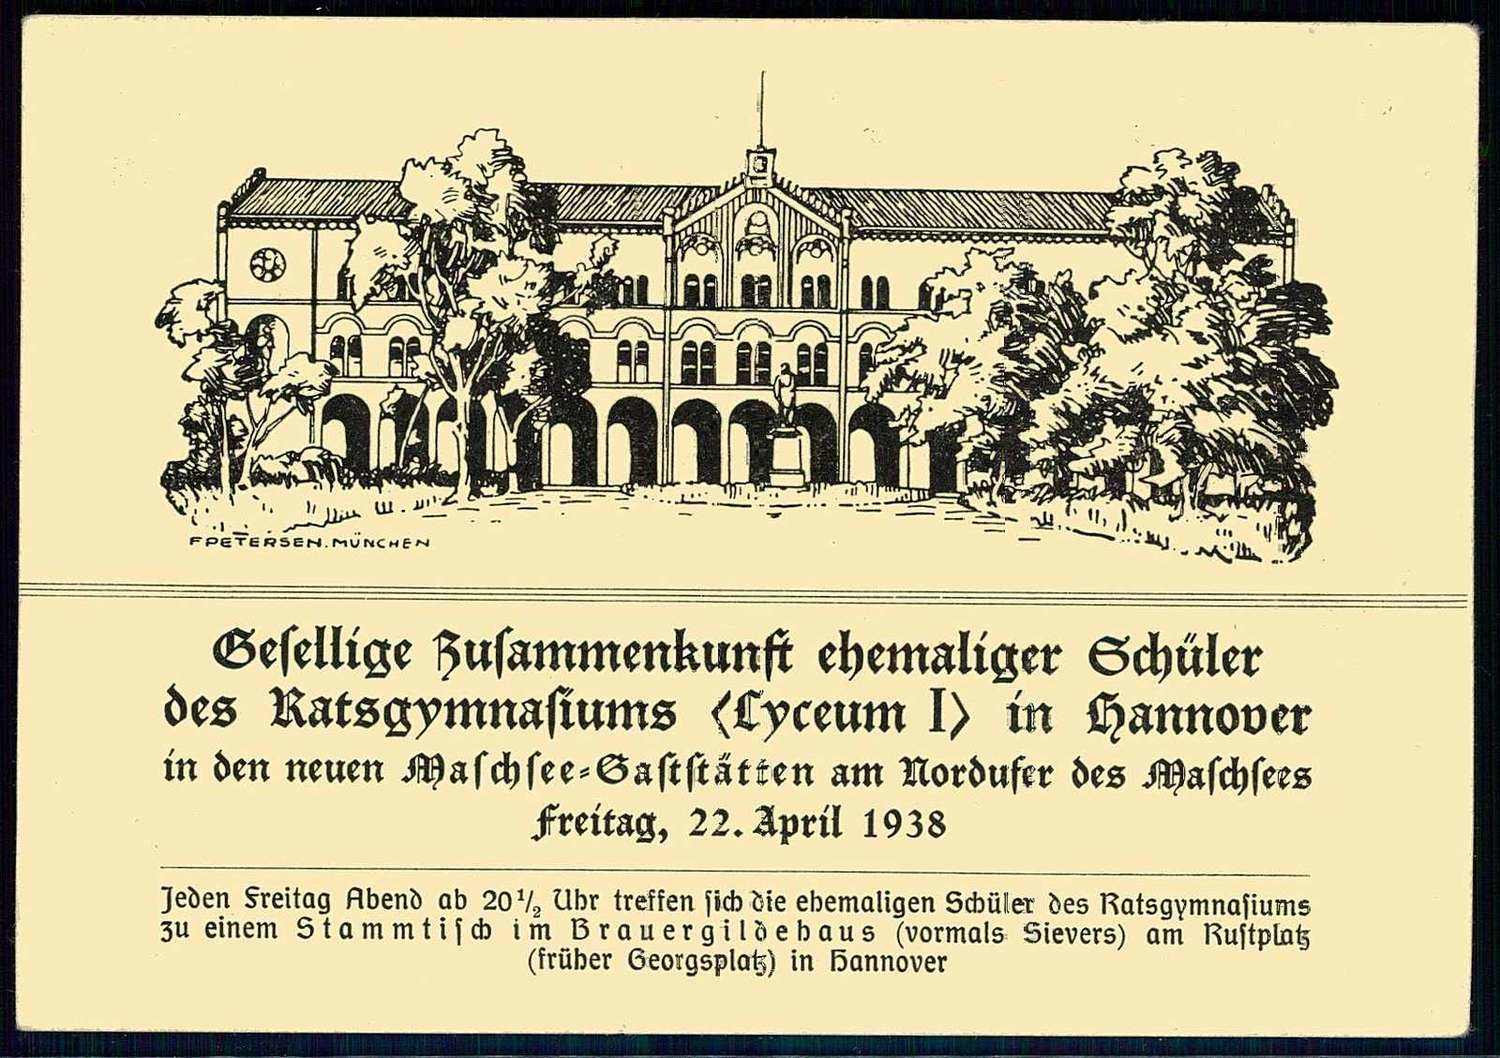 F PETERSEN. MÜNCHEN
Geſellige Zuſammenkunft ehemaliger Schüler
des Ratsgymnaſiums ⟨Lyceum I⟩ in Hannover
in den neuen Maſchſee-Gaſtſtätten am Nordufer des Maſchſees
Freitag, 22. April 1938
Jeden Freitag Abend ab 20 1/2 Uhr treffen ſich die ehemaligen Schüler des Ratsgymnaſiums
zu einem Stammtiſch im Brauergildehaus (vormals Sievers) am Ruſtplatz
(früher Georgsplatz) in Hannover